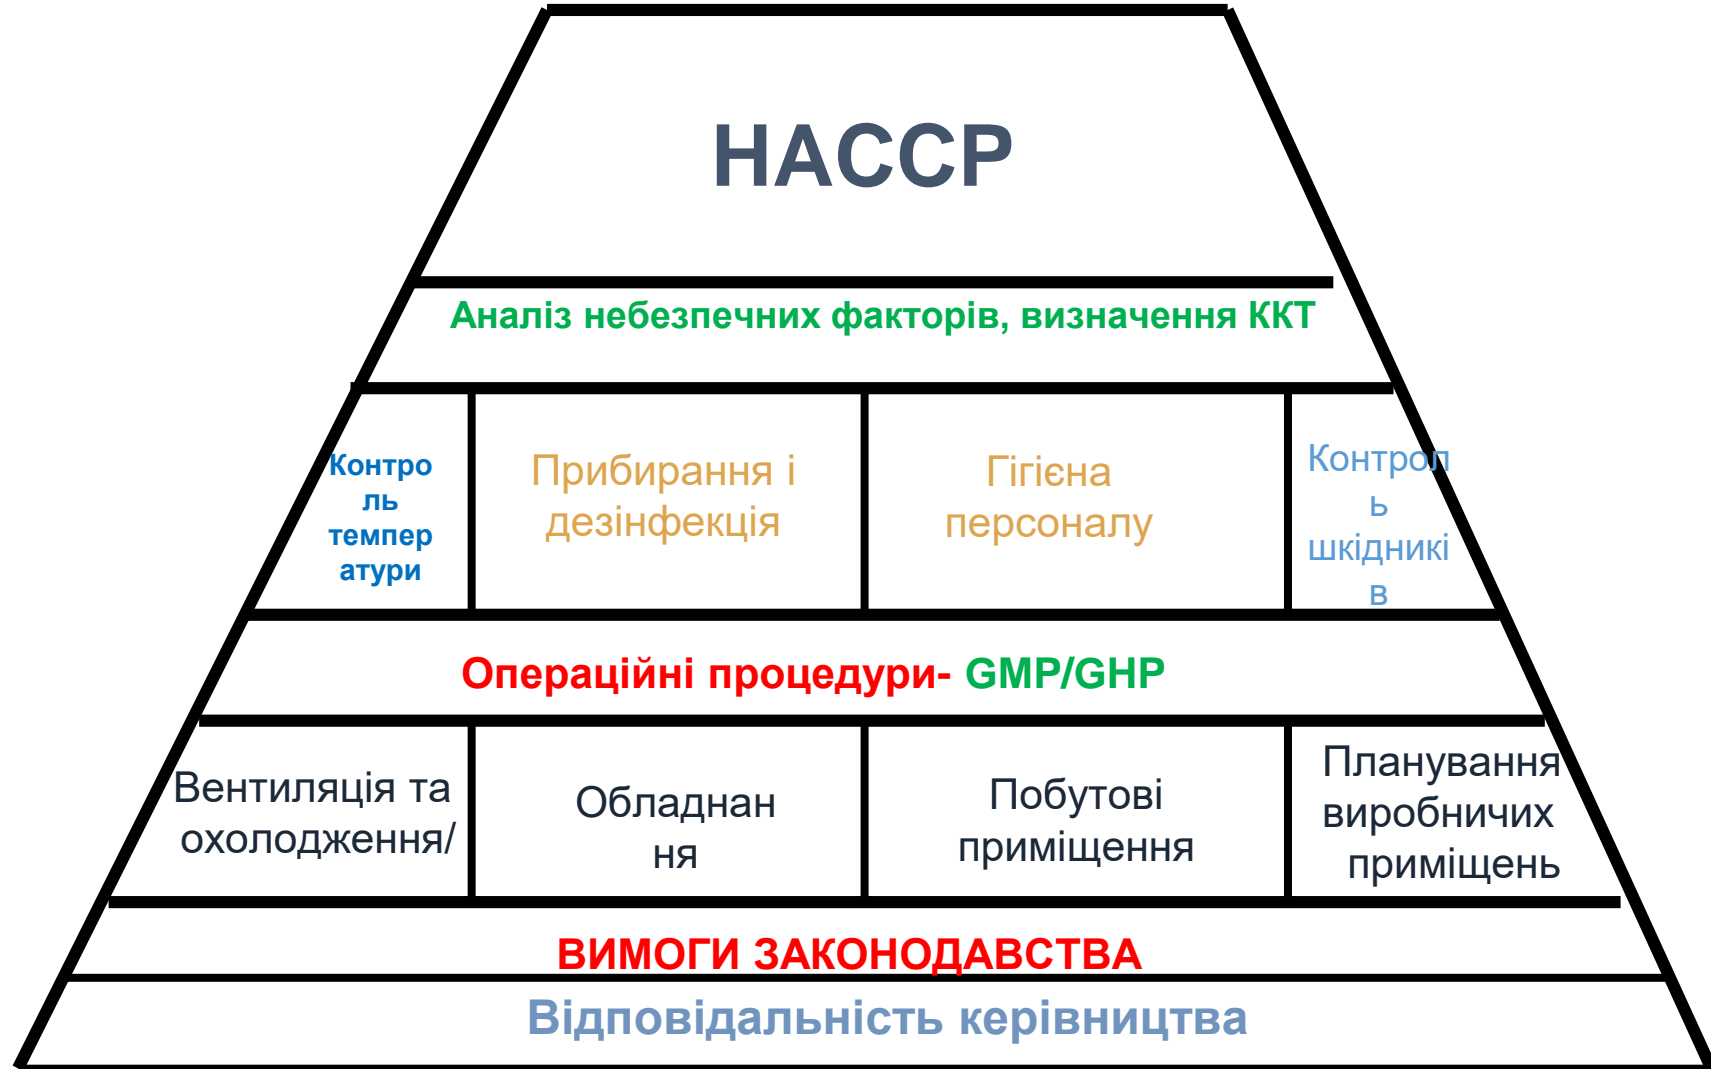 НАССР
Аналіз небезпечних факторів, визначення ККТ
Контро
ль
темпер
атури
Прибирання і
дезінфекція
Гігієна
персоналу
Контрол
ь
шкідникі
в
Операційні процедури- GMP/GHP
Вентиляція та
охолодження/
Обладнан
ня
Побутові
приміщення
Планування
виробничих
приміщень
ВИМОГИ ЗАКОНОДАВСТВА
Відповідальність керівництва